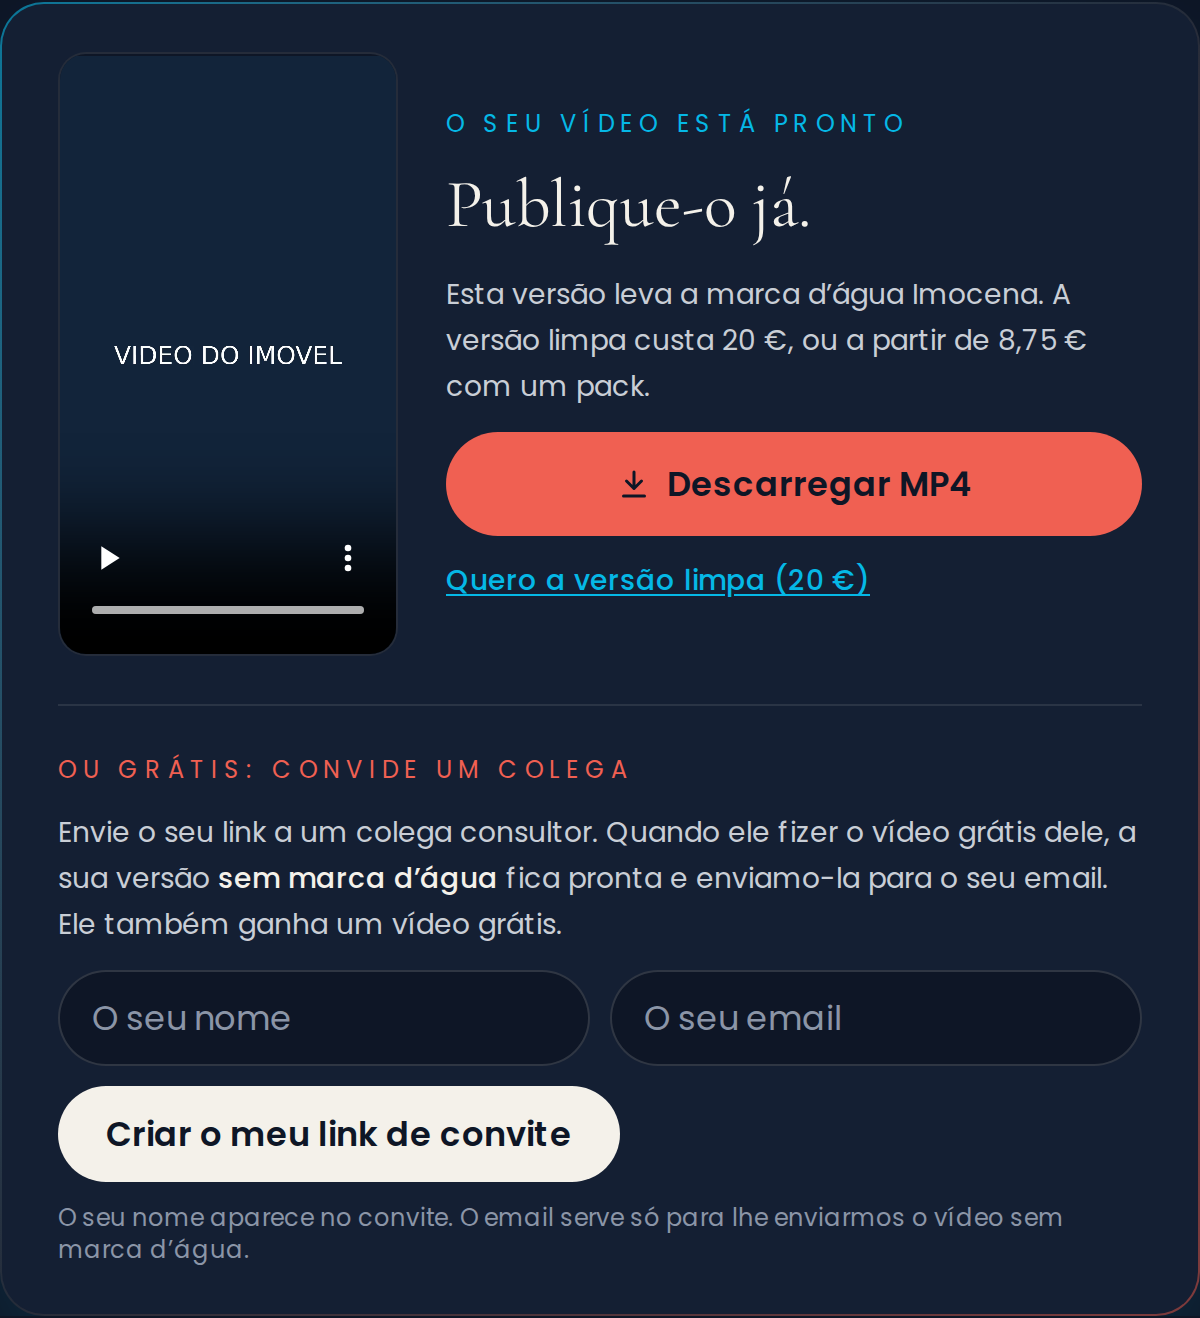 VIDEO DO IMOVEL
O SEU VÍDEO ESTÁ PRONTO
Publique-o já.
Esta versão leva a marca d’água Imocena. A
versão limpa custa 20 €, ou a partir de 8,75 €
com um pack.
Descarregar MP4
Quero a versão limpa (20 €)
OU GRÁTIS: CONVIDE UM COLEGA
Envie o seu link a um colega consultor. Quando ele fizer o vídeo grátis dele, a
sua versão sem marca d’água fica pronta e enviamo-la para o seu email.
Ele também ganha um vídeo grátis.
O seu nome
O seu email
Criar o meu link de convite
O seu nome aparece no convite. O email serve só para lhe enviarmos o vídeo sem
marca d’água.